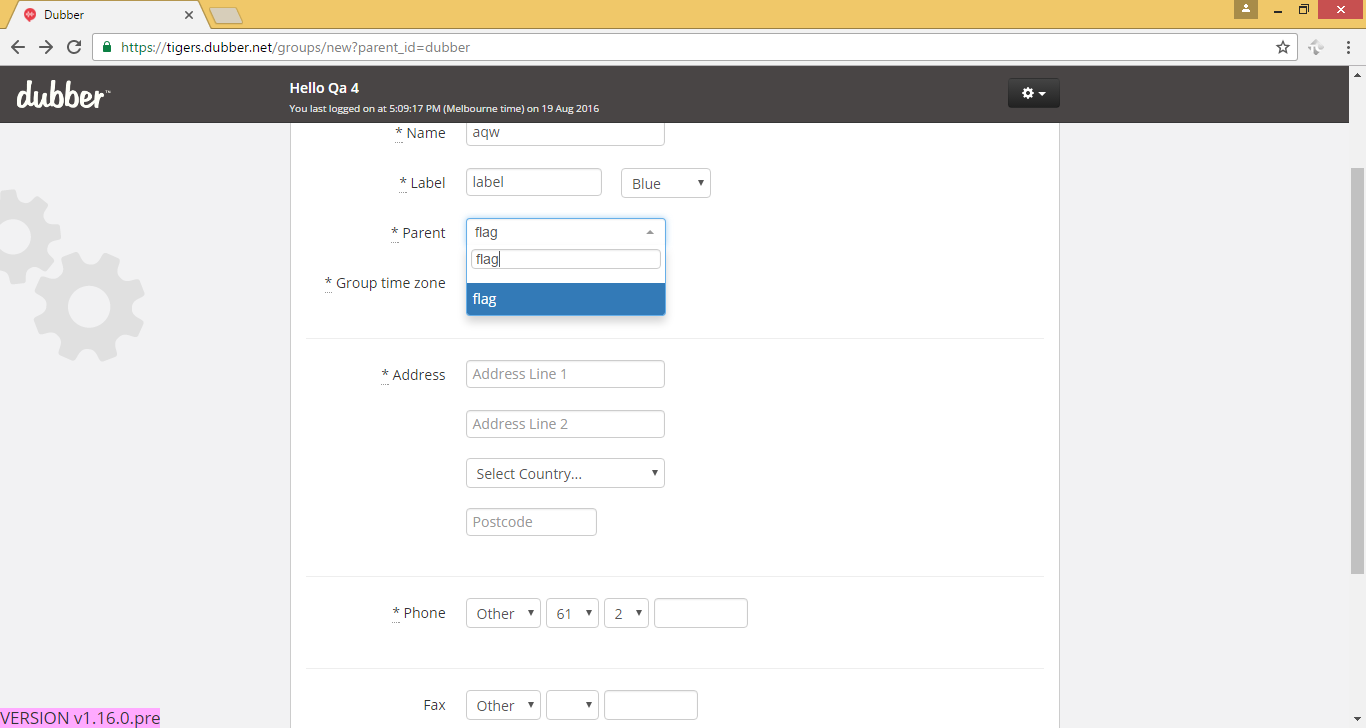 Dubber
https://tigers.dubber.net/groups/new?parent_id=dubber
dubber™
Hello Qa 4
You last logged on at 5:09:17 PM (Melbourne time) on 19 Aug 2016
* Name aqw
* Label label Blue
* Parent flag
flag
* Group time zone
flag
* Address Address Line 1
Address Line 2
Select Country...
Postcode
* Phone Other 61 2
Fax Other
VERSION v1.16.0.pre